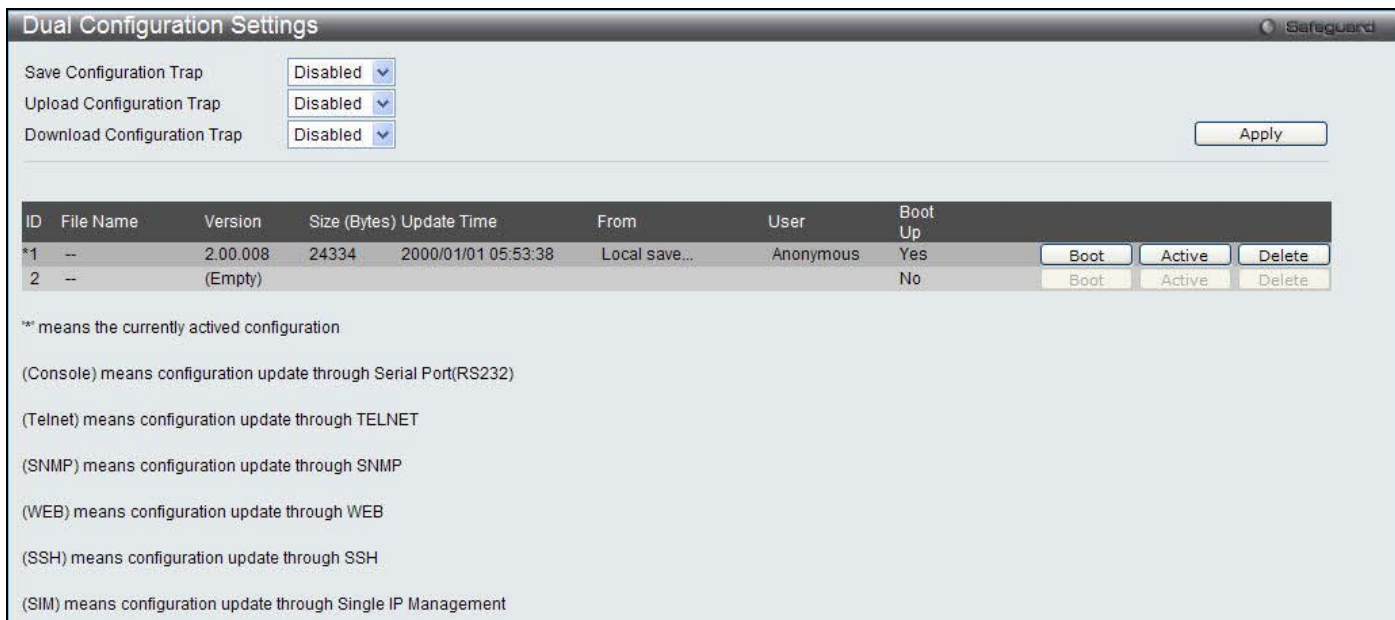 Dual Configuration Settings Safeguard
Save Configuration Trap Disabled
Upload Configuration Trap Disabled
Download Configuration Trap Disabled Apply
ID File Name Version Size (Bytes) Update Time From User Boot Up
*1 -- 2.00.008 24334 2000/01/01 05:53:38 Local save... Anonymous Yes Boot Active Delete
2 -- (Empty) No Boot Active Delete
'*' means the currently actived configuration
(Console) means configuration update through Serial Port(RS232)
(Telnet) means configuration update through TELNET
(SNMP) means configuration update through SNMP
(WEB) means configuration update through WEB
(SSH) means configuration update through SSH
(SIM) means configuration update through Single IP Management